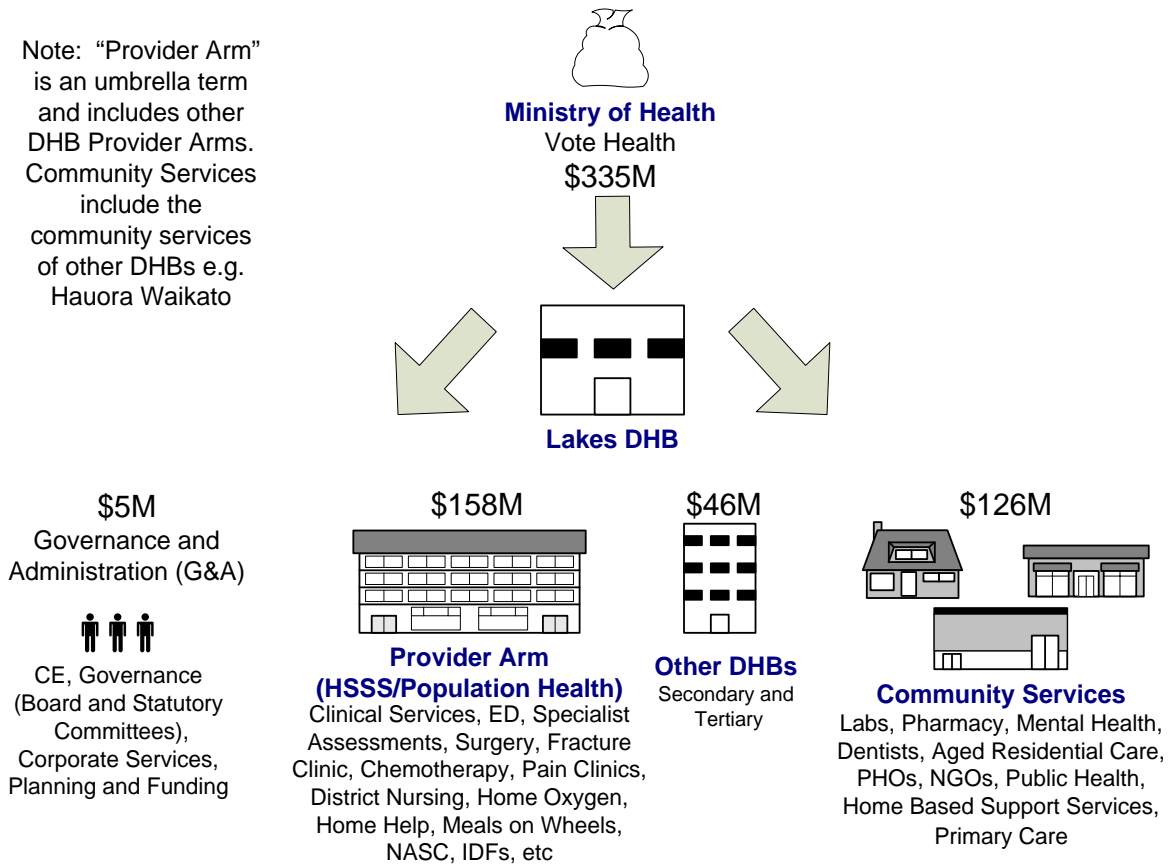 Note: “Provider Arm”
is an umbrella term
and includes other
DHB Provider Arms.
Community Services
include the
community services
of other DHBs e.g.
Hauora Waikato
Ministry of Health
Vote Health
$335M
Lakes DHB
$5M
Governance and
Administration (G&A)
CE, Governance
(Board and Statutory
Committees),
Corporate Services,
Planning and Funding
$158M
Provider Arm
(HSSS/Population Health)
Clinical Services, ED, Specialist
Assessments, Surgery, Fracture
Clinic, Chemotherapy, Pain Clinics,
District Nursing, Home Oxygen,
Home Help, Meals on Wheels,
NASC, IDFs, etc
$46M
Other DHBs
Secondary and
Tertiary
$126M
Community Services
Labs, Pharmacy, Mental Health,
Dentists, Aged Residential Care,
PHOs, NGOs, Public Health,
Home Based Support Services,
Primary Care